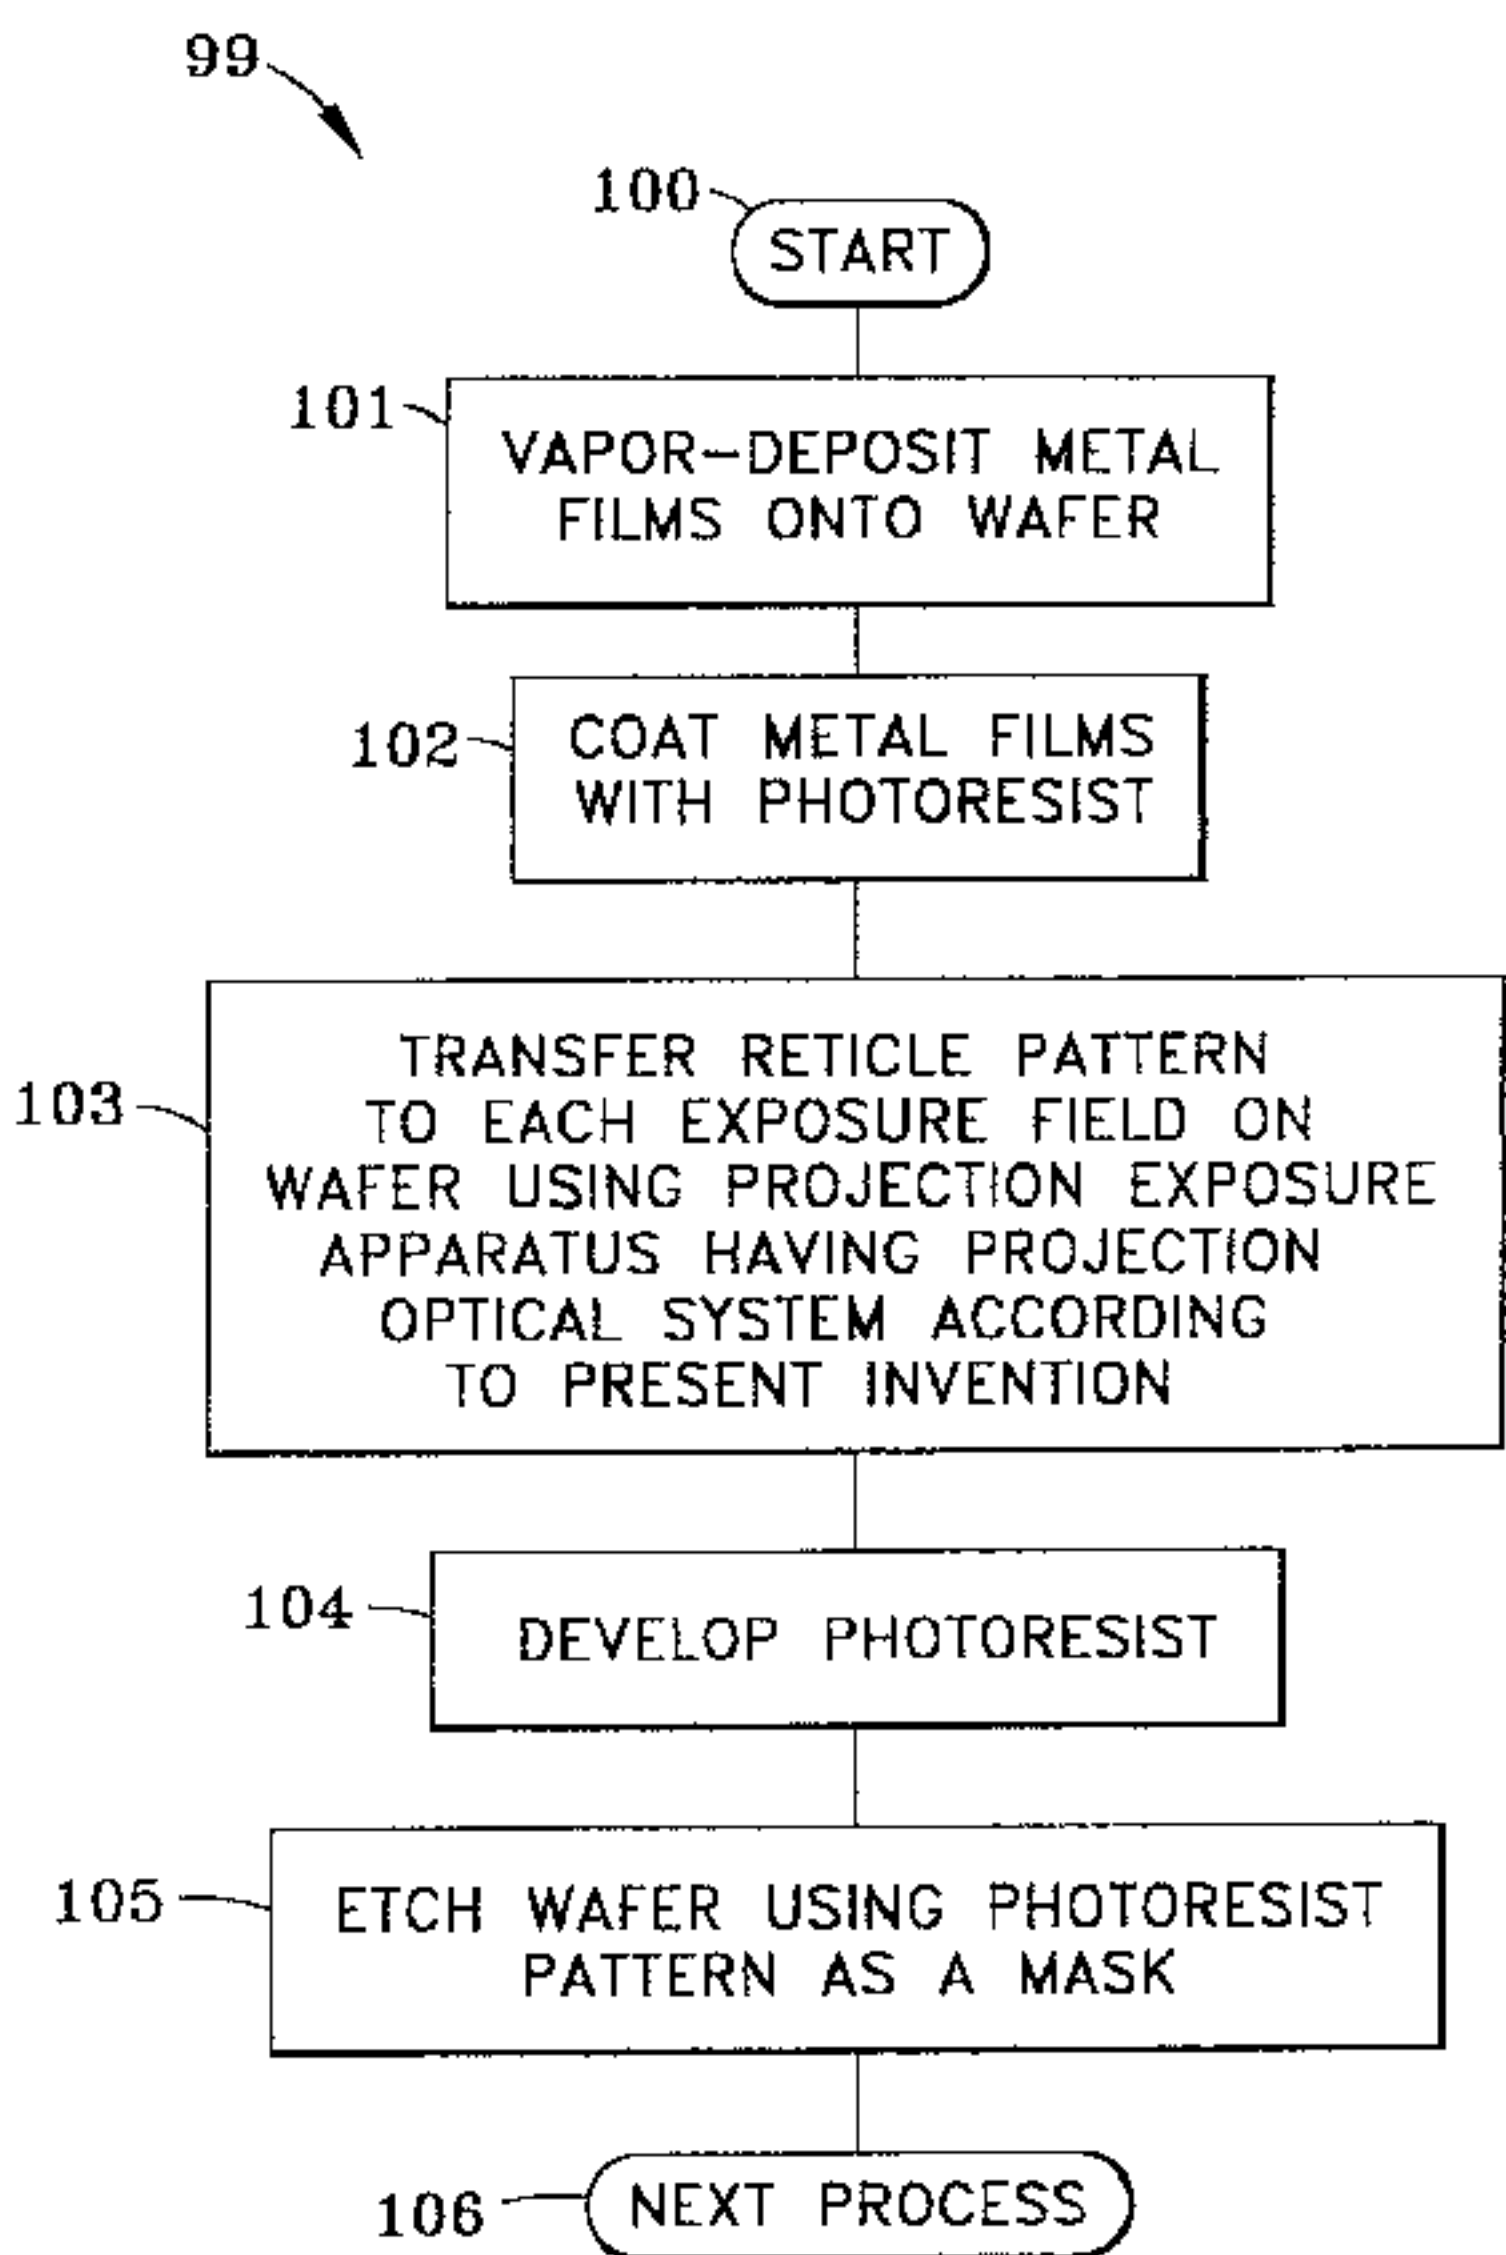 99
100
START
101
VAPOR-DEPOSIT METAL
FILMS ONTO WAFER
102
COAT METAL FILMS
WITH PHOTORESIST
103
TRANSFER RETICLE PATTERN
TO EACH EXPOSURE FIELD ON
WAFER USING PROJECTION EXPOSURE
APPARATUS HAVING PROJECTION
OPTICAL SYSTEM ACCORDING
TO PRESENT INVENTION
104
DEVELOP PHOTORESIST
105
ETCH WAFER USING PHOTORESIST
PATTERN AS A MASK
106
NEXT PROCESS